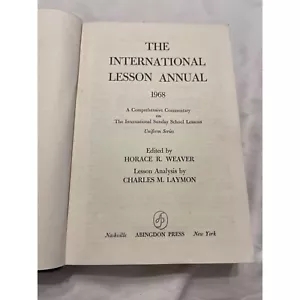 THE
INTERNATIONAL
LESSON ANNUAL
1968
A Comprehensive Commentary
on
The International Sunday School Lessons
Uniform Series
Edited by
HORACE R. WEAVER
Lesson Analysis by
CHARLES M. LAYMON
Nashville ABINGDON PRESS New York